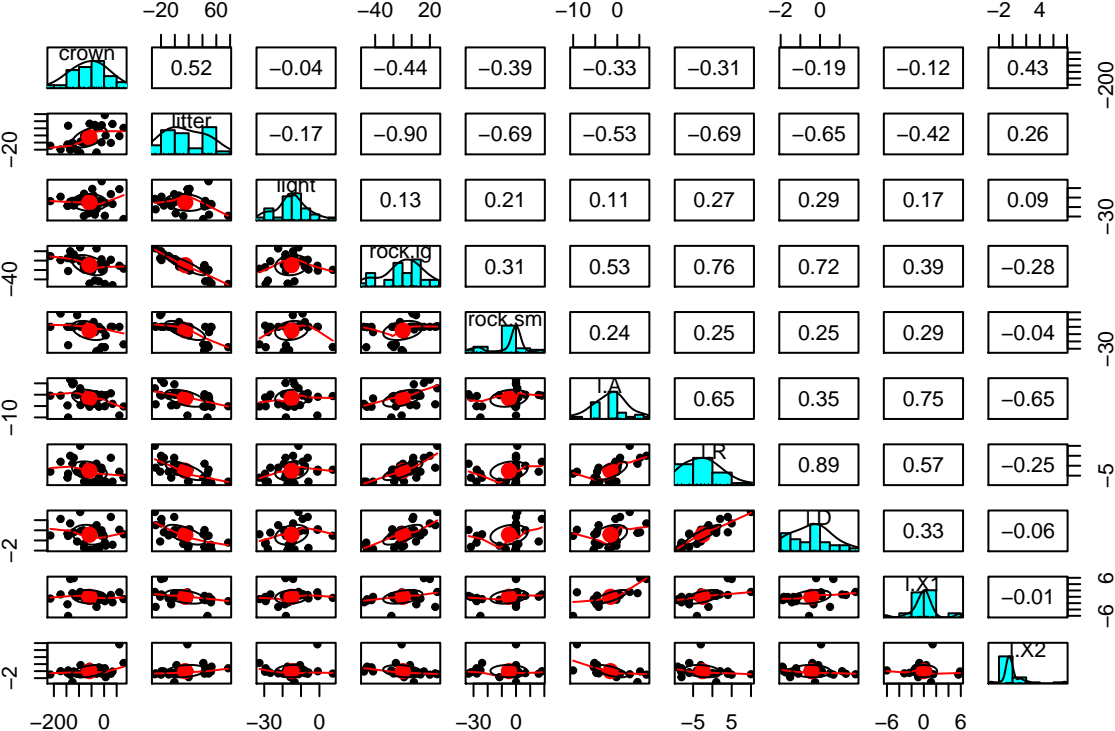 −20 60 −40 20 −10 0 −2 0 −2 4
crown 0.52 −0.04 −0.44 −0.39 −0.33 −0.31 −0.19 −0.12 0.43 −200
−20 litter −0.17 −0.90 −0.69 −0.53 −0.69 −0.65 −0.42 0.26
light 0.13 0.21 0.11 0.27 0.29 0.17 0.09 −30
−40 rock.lg 0.31 0.53 0.76 0.72 0.39 −0.28
rock.sm 0.24 0.25 0.25 0.29 −0.04 −30
−10 I.A 0.65 0.35 0.75 −0.65
I.R 0.89 0.57 −0.25 −5
−2 I.D 0.33 −0.06
I.X1 −0.01 −6 6
−2 I.X2
−200 0 −30 0 −30 0 −5 5 −6 0 6